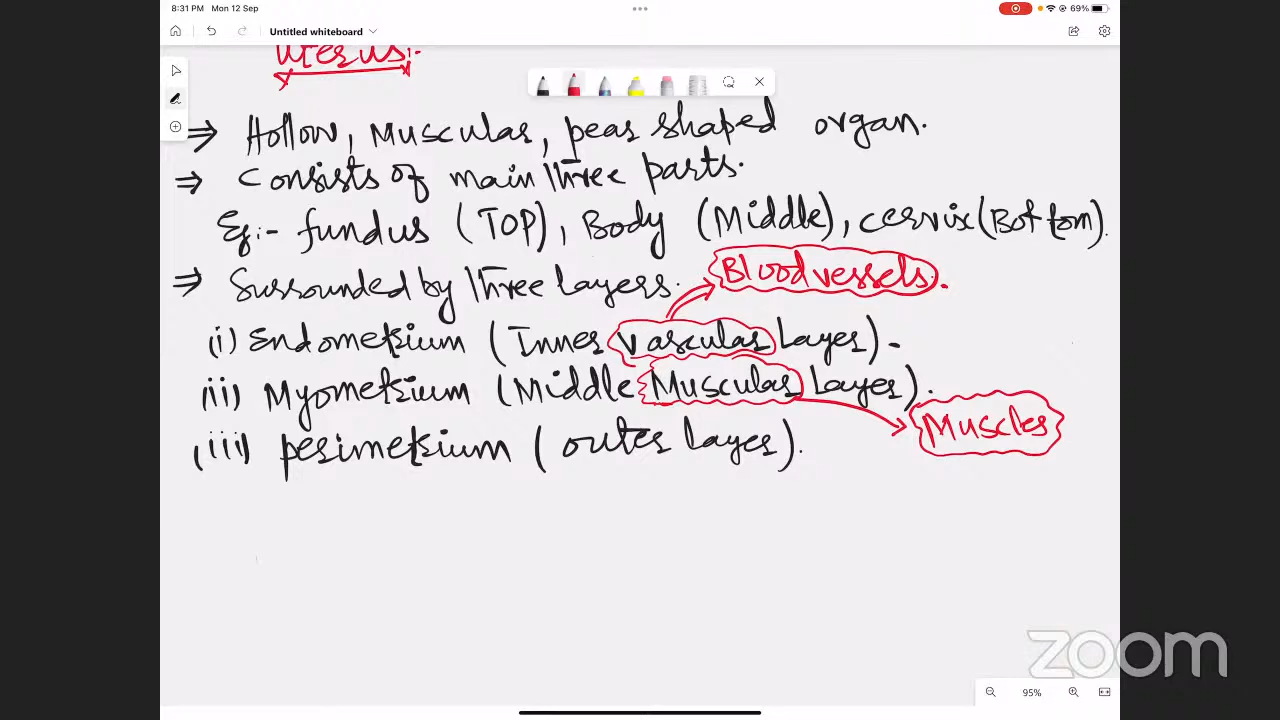 8:31 PM Mon 12 Sep
69%
Untitled whiteboard
Uterus:-
⇒ Hollow, Muscular, pear shaped organ.
⇒ Consists of main three parts.
Eg:- fundus (TOP), Body (Middle), cervix (Bottom).
⇒ Surrounded by three layers.
Blood vessels.
(i) Endometrium (Inner vascular Layer).
(ii) Myometrium (Middle Muscular Layer).
Muscles
(iii) perimetrium (outer layer).
zoom
95%